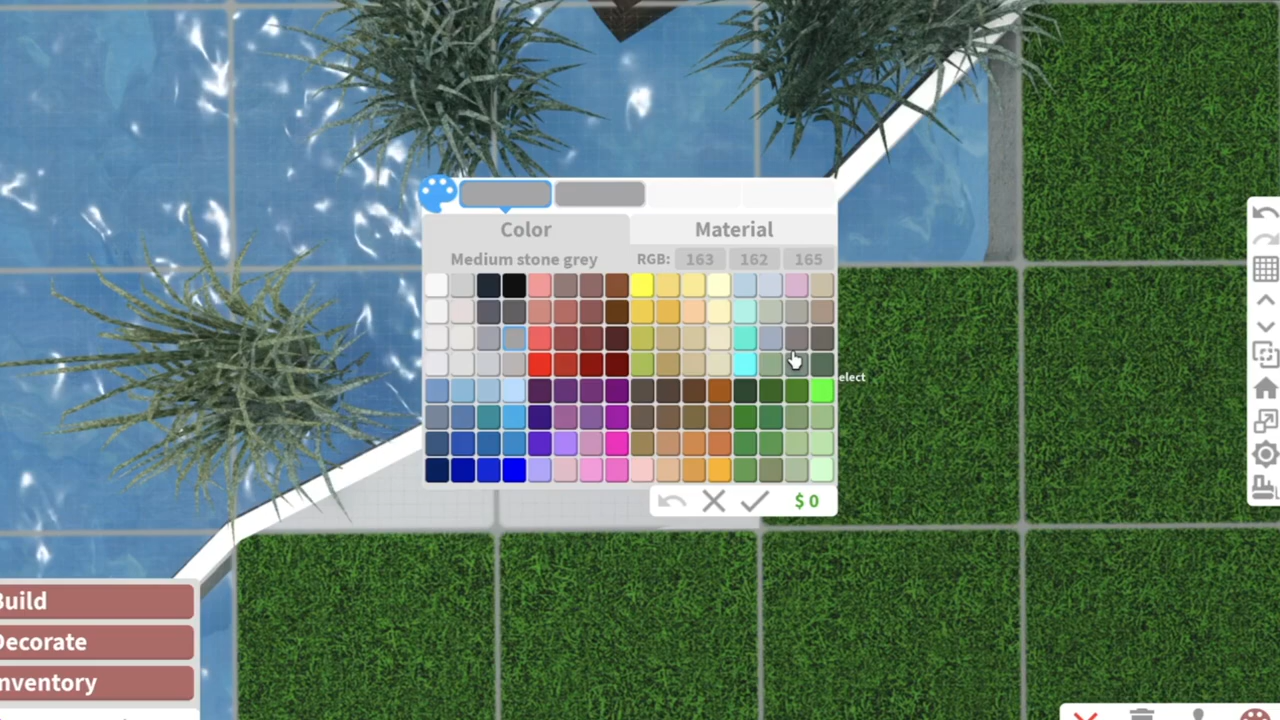 Color
Material
Medium stone grey
RGB: 163 162 165
elect
$ 0
Build
Decorate
nventory